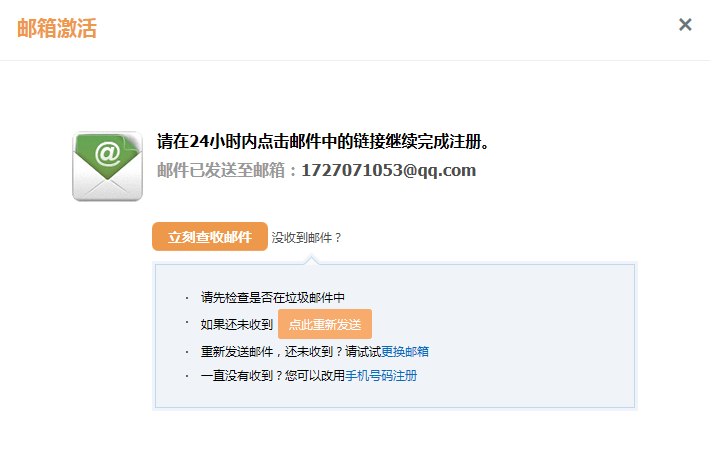 邮箱激活
×
@
请在24小时内点击邮件中的链接继续完成注册。
邮件已发送至邮箱：1727071053@qq.com
立刻查收邮件 没收到邮件？
· 请先检查是否在垃圾邮件中
· 如果还未收到 点此重新发送
· 重新发送邮件，还未收到？请试试更换邮箱
· 一直没有收到？您可以改用手机号码注册